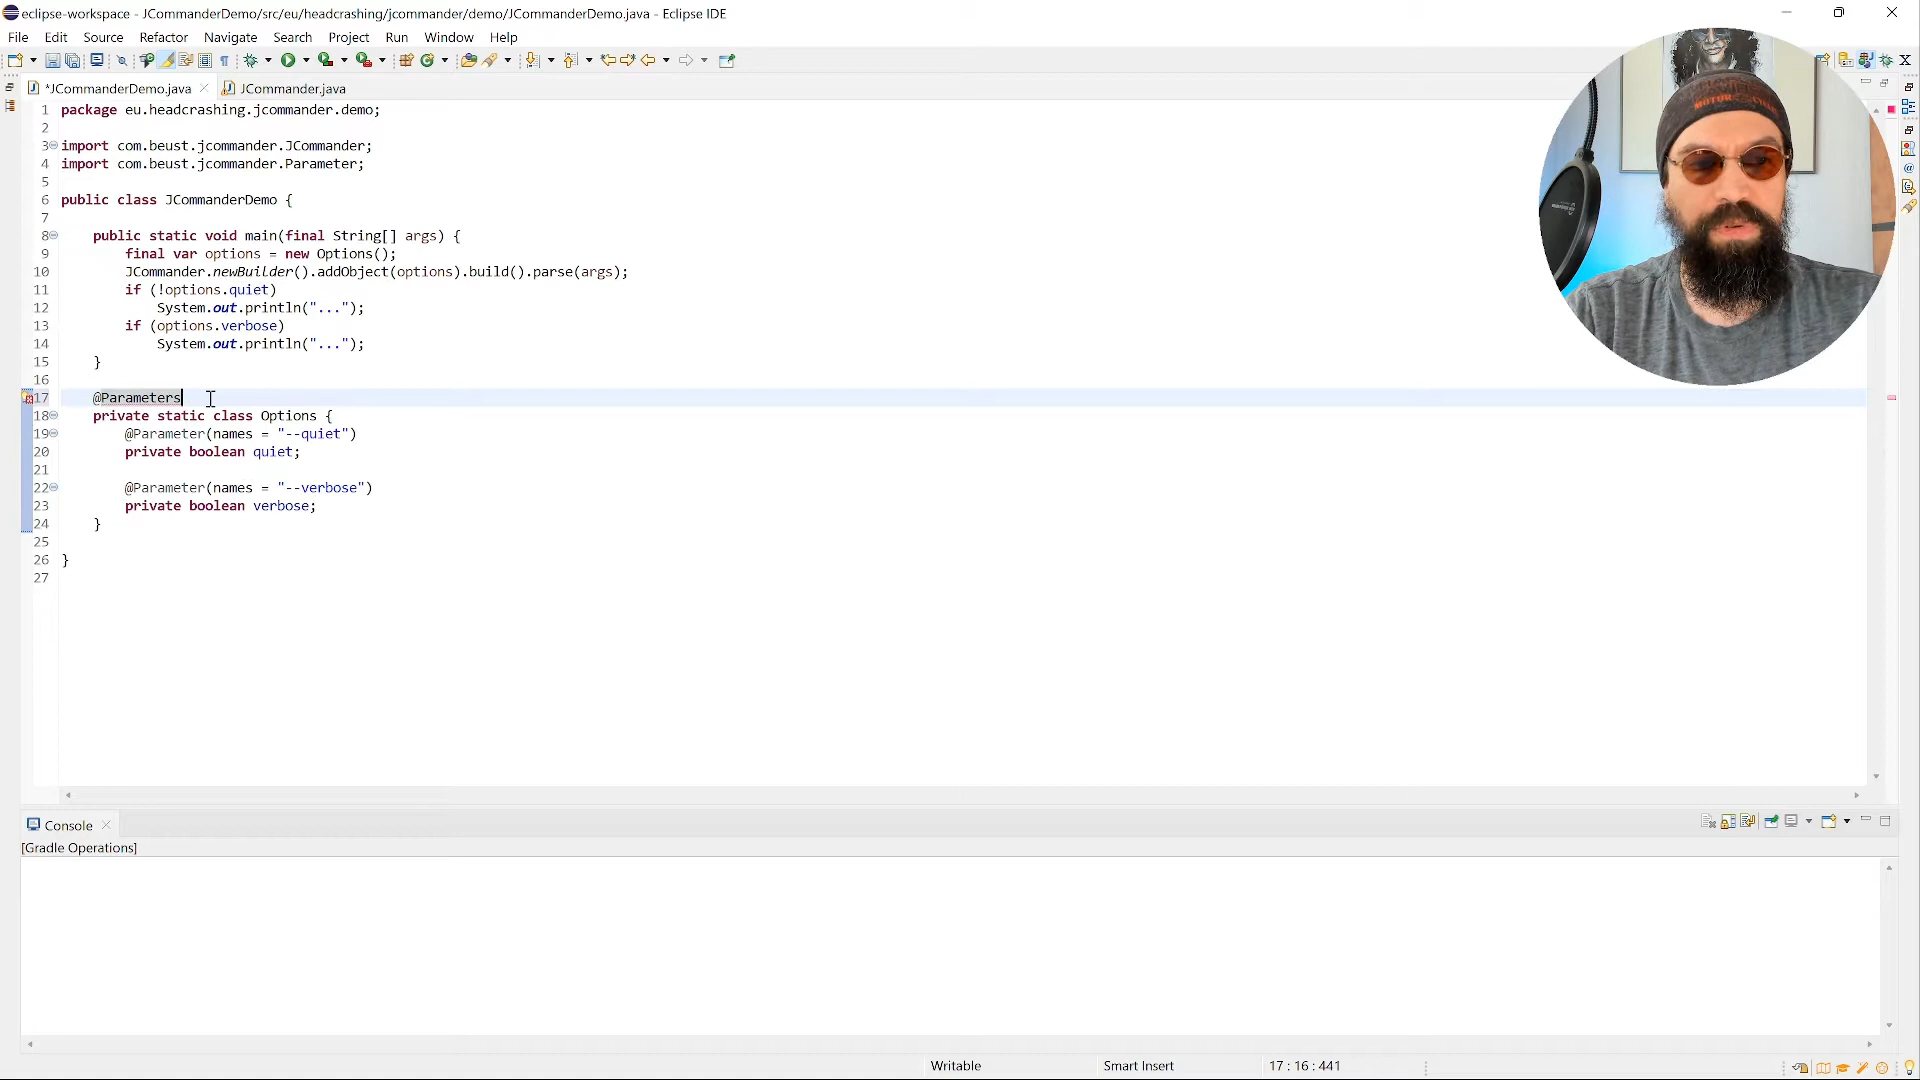 eclipse-workspace - JCommanderDemo/src/eu/headcrashing/jcommander/demo/JCommanderDemo.java - Eclipse IDE
File Edit Source Refactor Navigate Search Project Run Window Help
*JCommanderDemo.java JCommander.java
1 package eu.headcrashing.jcommander.demo;
2
3 import com.beust.jcommander.JCommander;
4 import com.beust.jcommander.Parameter;
5
6 public class JCommanderDemo {
7
8 public static void main(final String[] args) {
9 final var options = new Options();
10 JCommander.newBuilder().addObject(options).build().parse(args);
11 if (!options.quiet)
12 System.out.println("...");
13 if (options.verbose)
14 System.out.println("...");
15 }
16
17 @Parameters
18 private static class Options {
19 @Parameter(names = "--quiet")
20 private boolean quiet;
21
22 @Parameter(names = "--verbose")
23 private boolean verbose;
24 }
25
26 }
27
Console
[Gradle Operations]
Writable Smart Insert 17 : 16 : 441